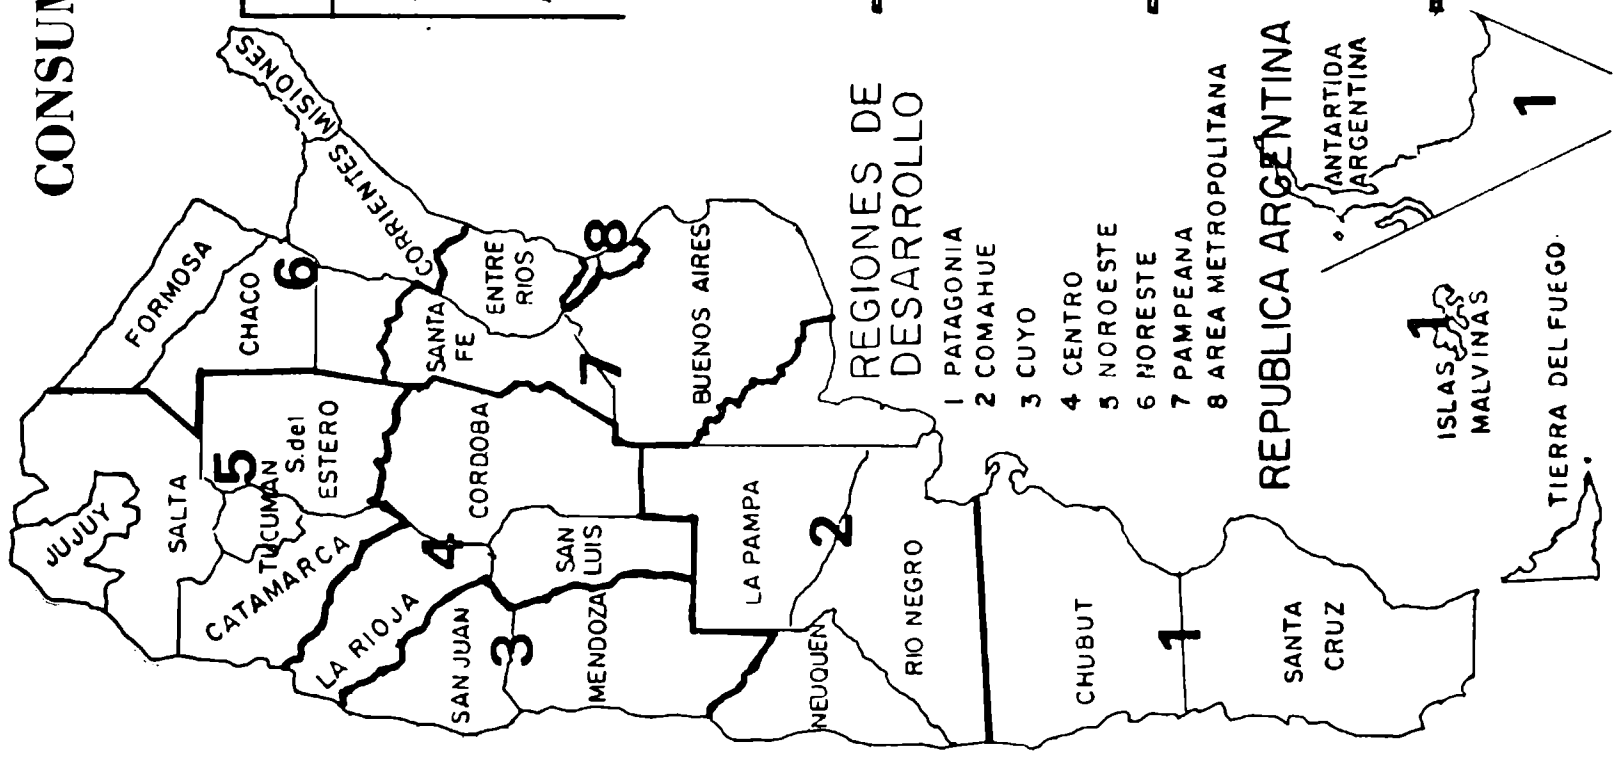 CONSUM
MISIONES
CORRIENTES
FORMOSA
CHACO
6
ENTRE
RIOS
8
SANTA
FE
7
BUENOS AIRES
JUJUY
SALTA
5
TUCUMAN
S.del
ESTERO
CATAMARCA
CORDOBA
4
LA RIOJA
SAN
LUIS
SAN JUAN
3
MENDOZA
LA PAMPA
2
NEUQUEN
RIO NEGRO
CHUBUT
1
SANTA
CRUZ
REGIONES DE
DESARROLLO
1 PATAGONIA
2 COMAHUE
3 CUYO
4 CENTRO
5 NOROESTE
6 NORESTE
7 PAMPEANA
8 AREA METROPOLITANA
REPUBLICA ARGENTINA
ANTARTIDA
ARGENTINA
1
1
ISLAS
MALVINAS
TIERRA DEL FUEGO.